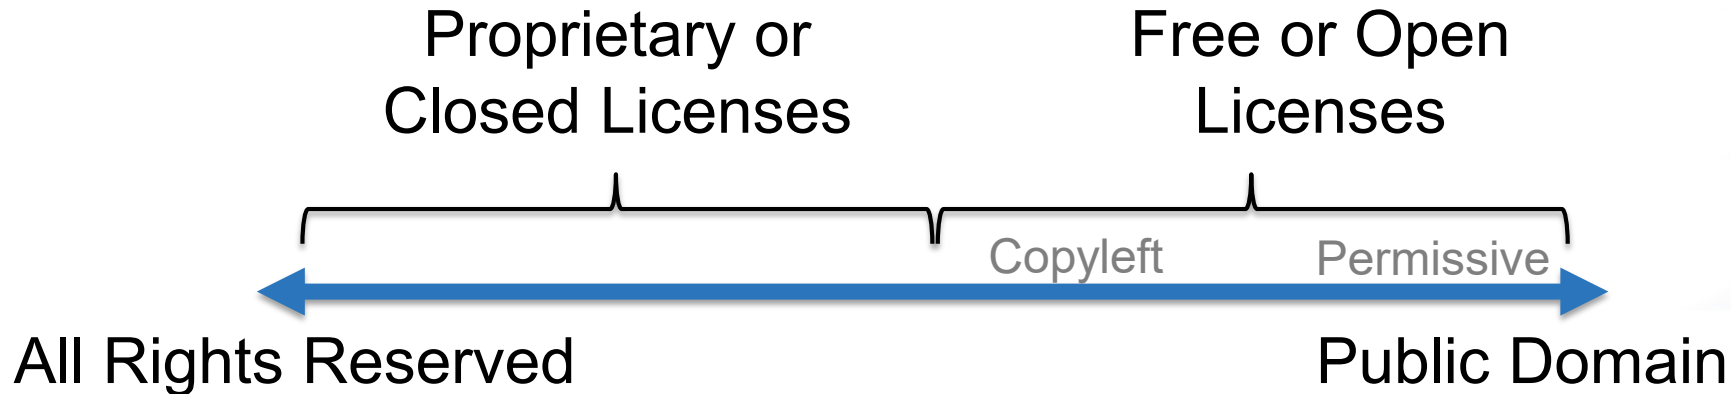 Proprietary or
Closed Licenses
Free or Open
Licenses
Copyleft
Permissive
All Rights Reserved
Public Domain